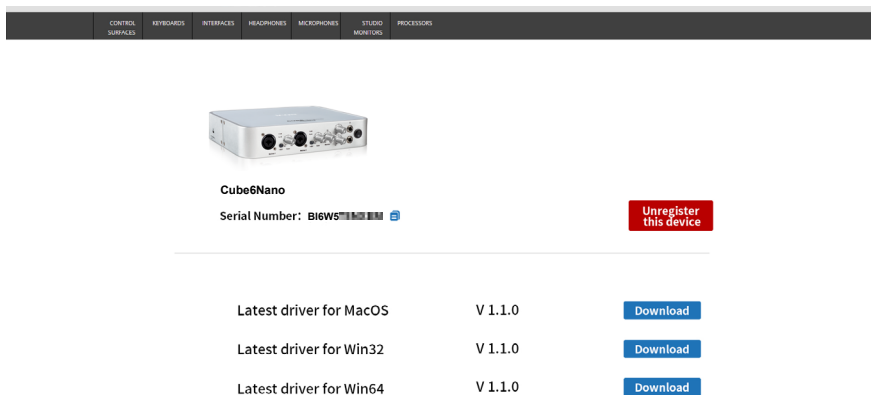 CONTROL SURFACES KEYBOARDS INTERFACES HEADPHONES MICROPHONES STUDIO MONITORS PROCESSORS
Cube6Nano
Serial Number: BI6W5
Unregister
this device
Latest driver for MacOS V 1.1.0 Download
Latest driver for Win32 V 1.1.0 Download
Latest driver for Win64 V 1.1.0 Download